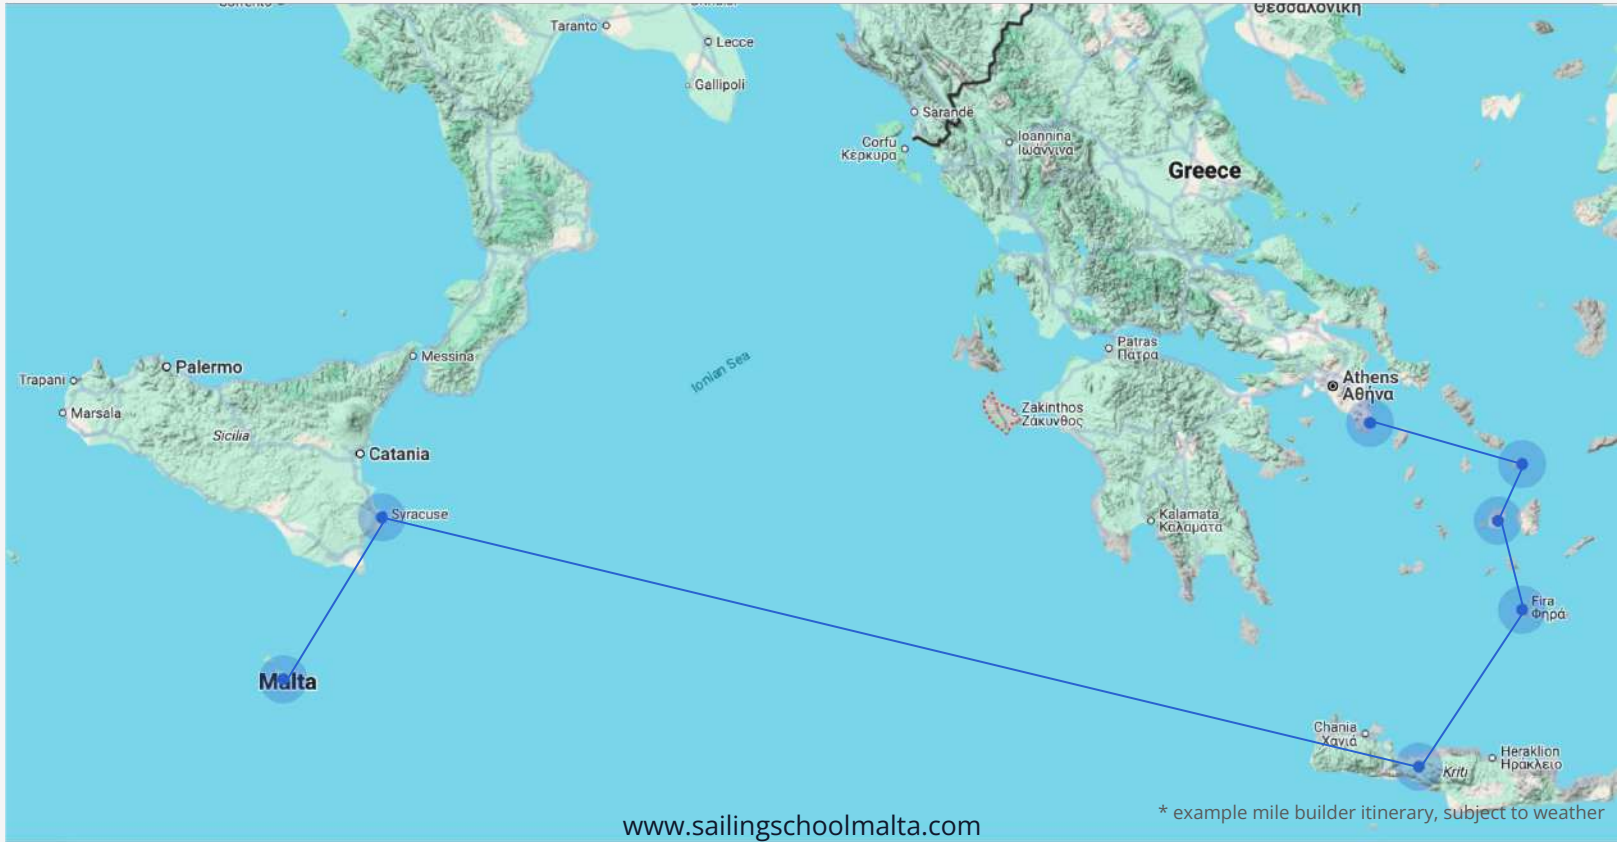 Taranto
Lecce
Gallipoli
Θεσσαλονίκη
Sarandë
Corfu
Κέρκυρα
Ioannina
Ιωάννινα
Greece
Messina
Ionian Sea
Patras
Πάτρα
Trapani
Palermo
Marsala
Sicilia
Catania
Athens
Αθήνα
Zakinthos
Ζάκυνθος
Syracuse
Kalamata
Καλαμάτα
Fira
Φηρά
Malta
Chania
Χανιά
Heraklion
Ηράκλειο
Kriti
* example mile builder itinerary, subject to weather
www.sailingschoolmalta.com